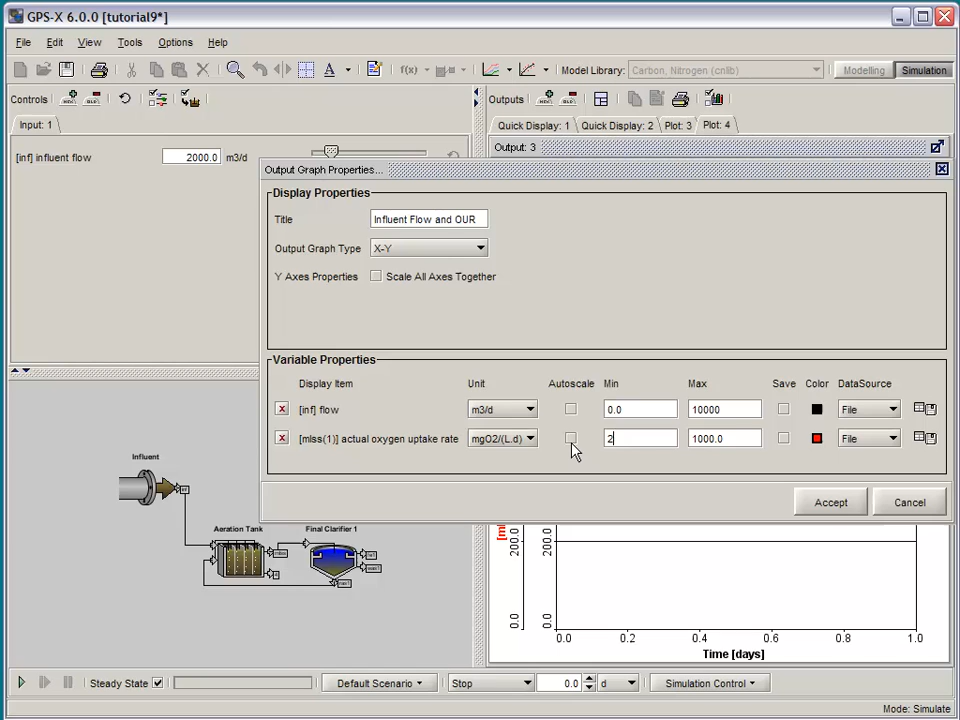 GPS-X 6.0.0 [tutorial9*]
File Edit View Tools Options Help
A f(x) Model Library: Carbon, Nitrogen (cnlib) Modelling Simulation
Controls Outputs
Input: 1 Quick Display: 1 Quick Display: 2 Plot: 3 Plot: 4
[inf] influent flow 2000.0 m3/d
Output: 3
Output Graph Properties...
Display Properties
Title Influent Flow and OUR
Output Graph Type X-Y
Y Axes Properties Scale All Axes Together
Variable Properties
Display Item Unit Autoscale Min Max Save Color DataSource
x [inf] flow m3/d 0.0 10000 File
x [mlss(1)] actual oxygen uptake rate mgO2/(L.d) 2 1000.0 File
Accept Cancel
Influent
Aeration Tank Final Clarifier 1
200.0 200.0
0.0 0.0
0.0 0.2 0.4 0.6 0.8 1.0
Time [days]
Steady State Default Scenario Stop 0.0 d Simulation Control
Mode: Simulate